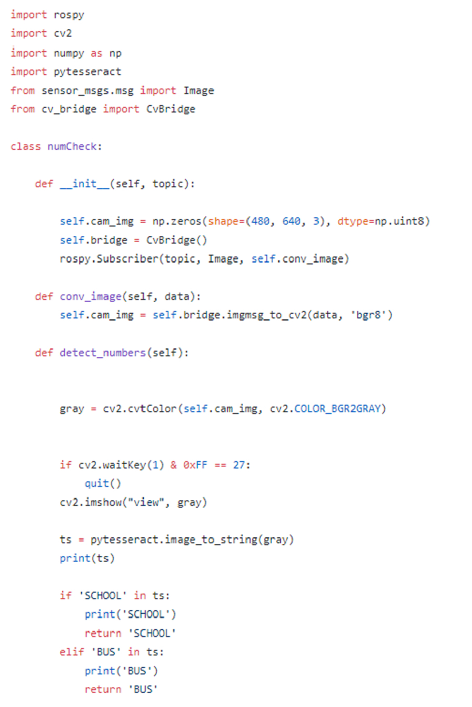 import rospy
import cv2
import numpy as np
import pytesseract
from sensor_msgs.msg import Image
from cv_bridge import CvBridge

class numCheck:

    def __init__(self, topic):

        self.cam_img = np.zeros(shape=(480, 640, 3), dtype=np.uint8)
        self.bridge = CvBridge()
        rospy.Subscriber(topic, Image, self.conv_image)

    def conv_image(self, data):
        self.cam_img = self.bridge.imgmsg_to_cv2(data, 'bgr8')

    def detect_numbers(self):


        gray = cv2.cvtColor(self.cam_img, cv2.COLOR_BGR2GRAY)


        if cv2.waitKey(1) & 0xFF == 27:
            quit()
        cv2.imshow("view", gray)

        ts = pytesseract.image_to_string(gray)
        print(ts)

        if 'SCHOOL' in ts:
            print('SCHOOL')
            return 'SCHOOL'
        elif 'BUS' in ts:
            print('BUS')
            return 'BUS'